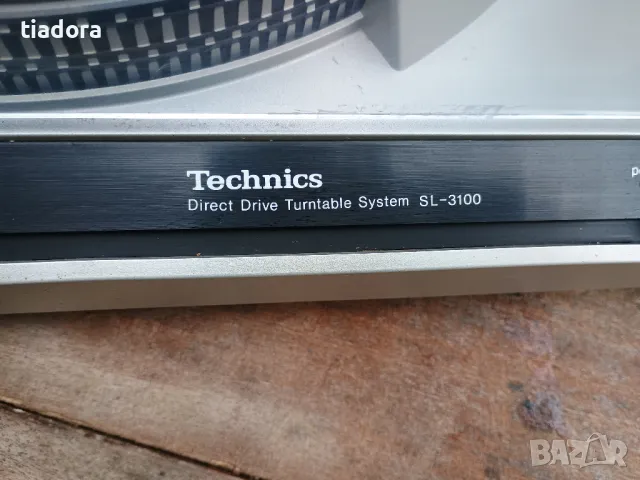 tiadora
Technics
Direct Drive Turntable System SL-3100
BAZAR